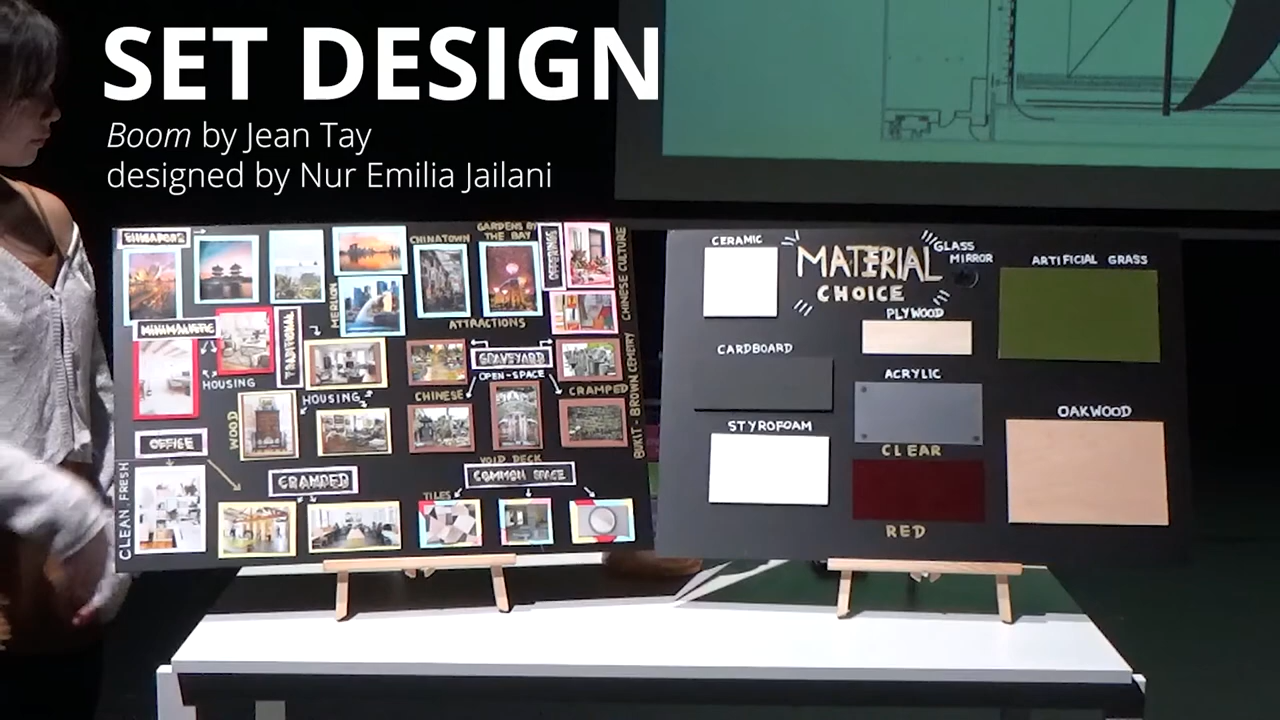 SET DESIGN
Boom by Jean Tay
designed by Nur Emilia Jailani
SINGAPORE
MERLION
CHINATOWN
GARDENS BY
THE BAY
OFFERINGS
CHINESE CULTURE
ATTRACTIONS
MINIMALISTIC
TRADITIONAL
HOUSING
HOUSING
WOOD
GRAVEYARD
OPEN-SPACE
CHINESE
CRAMPED
BUKIT - BROWN CEMETRY
OFFICE
CLEAN, FRESH
CRAMPED
VOID DECK
COMMON SPACE
TILES
MATERIAL
CHOICE
CERAMIC
GLASS
MIRROR
ARTIFICIAL GRASS
PLYWOOD
CARDBOARD
ACRYLIC
CLEAR
OAKWOOD
STYROFOAM
RED